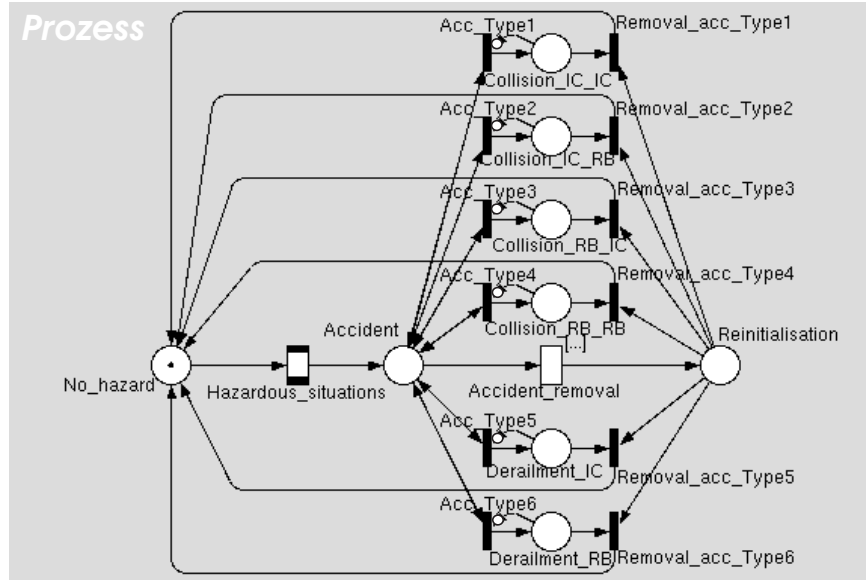 Prozess
Acc_Type1
Removal_acc_Type1
Collision_IC_IC
Acc_Type2
Removal_acc_Type2
Collision_IC_RB
Acc_Type3
Removal_acc_Type3
Collision_RB_IC
Acc_Type4
Removal_acc_Type4
Collision_RB_RB
Accident
Reinitialisation
[...]
No_hazard
Hazardous_situations
Accident_removal
Acc_Type5
Derailment_IC
Removal_acc_Type5
Acc_Type6
Derailment_RB
Removal_acc_Type6